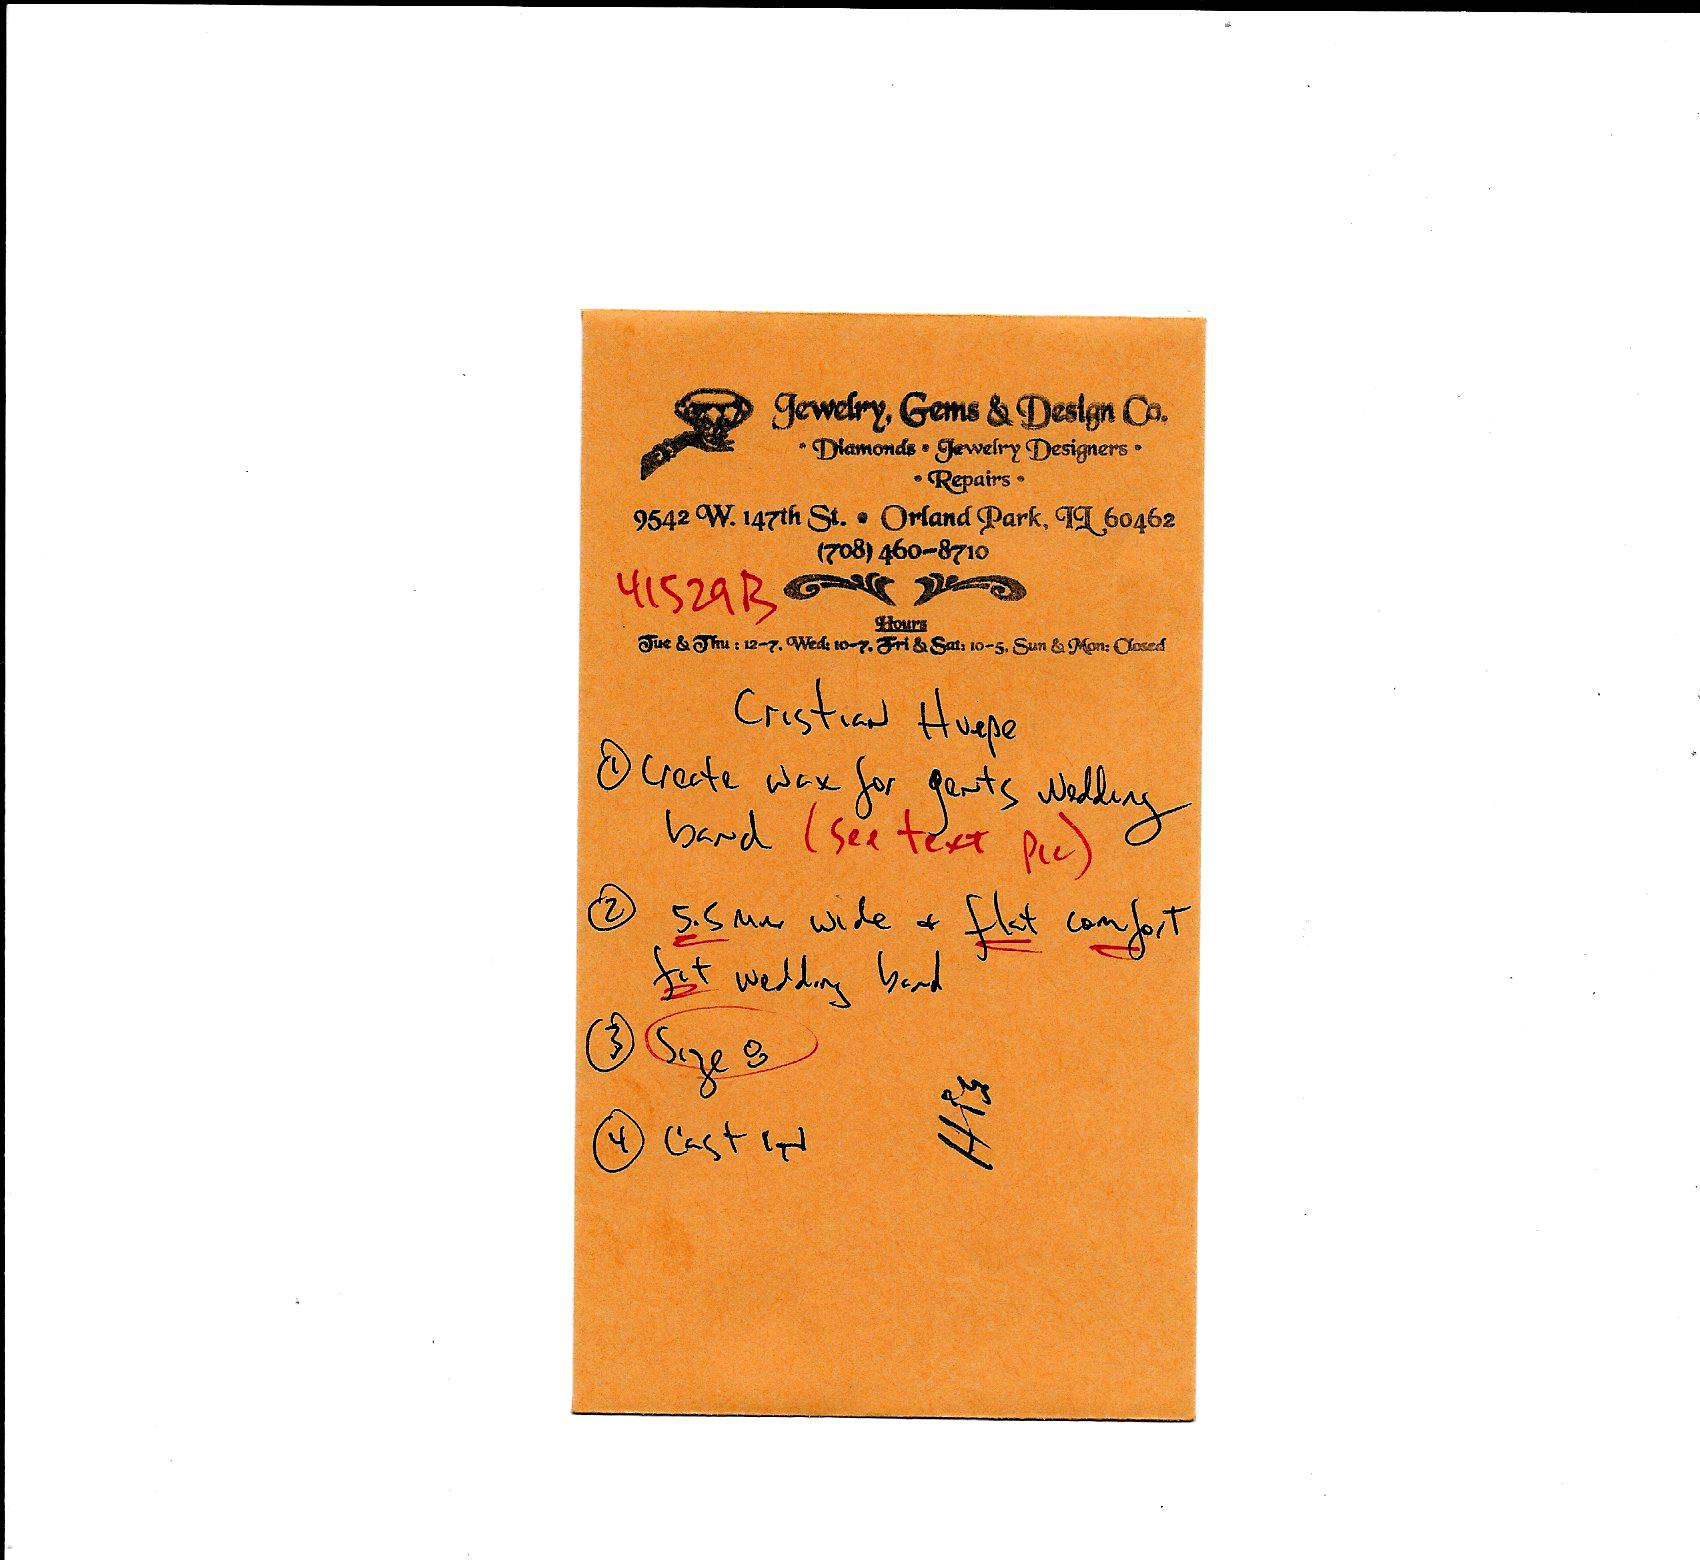 Jewelry, Gems & Design Co.
• Diamonds • Jewelry Designers •
• Repairs •
9542 W. 147th St. • Orland Park, IL 60462
(708) 460-8710
41529B
Hours
Tue & Thu : 12-7, Wed: 10-7, Fri & Sat: 10-5, Sun & Mon: Closed
Cristian Huepe
① Create wax for gents wedding
band (see text pic)
② 5.5mm wide + flat comfort
fit wedding band
③ Size 8
④ Cast
His